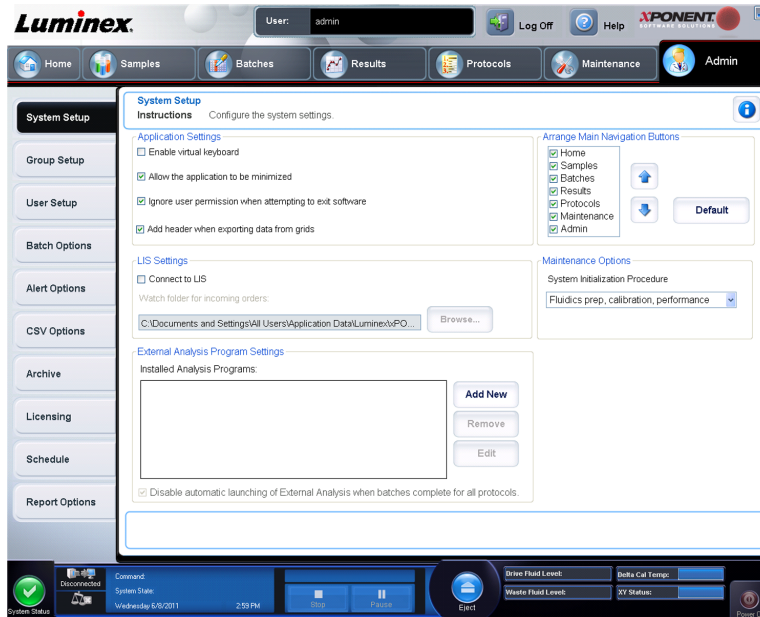 Luminex.
User: admin
Log Off
Help
XPONENT.
SOFTWARE SOLUTIONS
Home
Samples
Batches
Results
Protocols
Maintenance
Admin
System Setup
Group Setup
User Setup
Batch Options
Alert Options
CSV Options
Archive
Licensing
Schedule
Report Options
System Setup
Instructions Configure the system settings.
Application Settings
Enable virtual keyboard
Allow the application to be minimized
Ignore user permission when attempting to exit software
Add header when exporting data from grids
Arrange Main Navigation Buttons
Home
Samples
Batches
Results
Protocols
Maintenance
Admin
Default
LIS Settings
Connect to LIS
Watch folder for incoming orders:
C:\Documents and Settings\All Users\Application Data\Luminex\xPO...
Browse...
Maintenance Options
System Initialization Procedure
Fluidics prep, calibration, performance
External Analysis Program Settings
Installed Analysis Programs:
Add New
Remove
Edit
Disable automatic launching of External Analysis when batches complete for all protocols.
System Status
Disconnected
Command:
System State:
Wednesday 6/8/2011 2:59 PM
Stop
Pause
Eject
Drive Fluid Level:
Waste Fluid Level:
Delta Cal Temp:
XY Status:
Power O